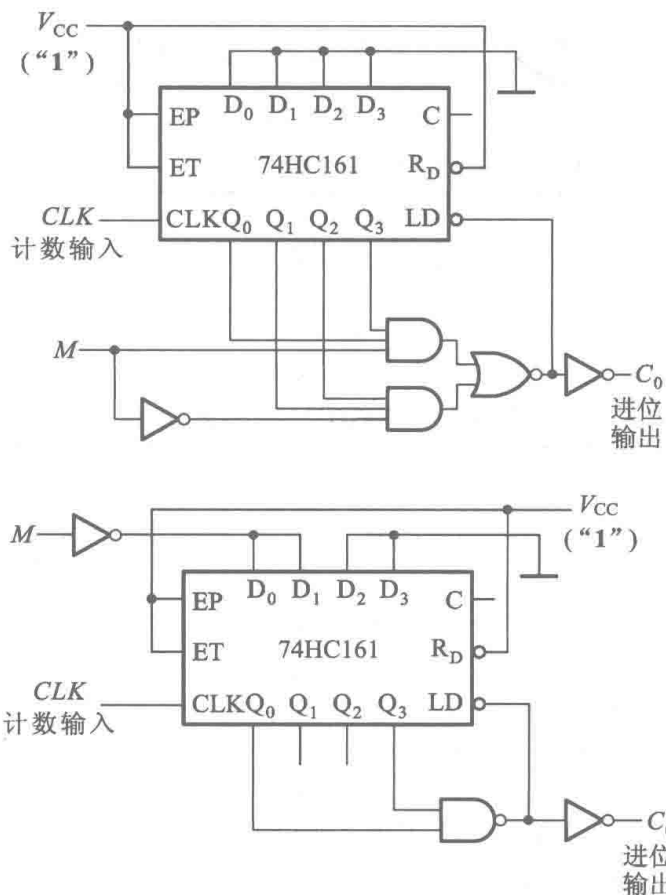 V_CC
("1")
D_0 D_1 D_2 D_3
EP C
ET 74HC161 R_D
CLK CLK Q_0 Q_1 Q_2 Q_3 LD
计数输入
M
C_0
进位
输出
M
V_CC
("1")
D_0 D_1 D_2 D_3
EP C
ET 74HC161 R_D
CLK CLK Q_0 Q_1 Q_2 Q_3 LD
计数输入
C
进位
输出